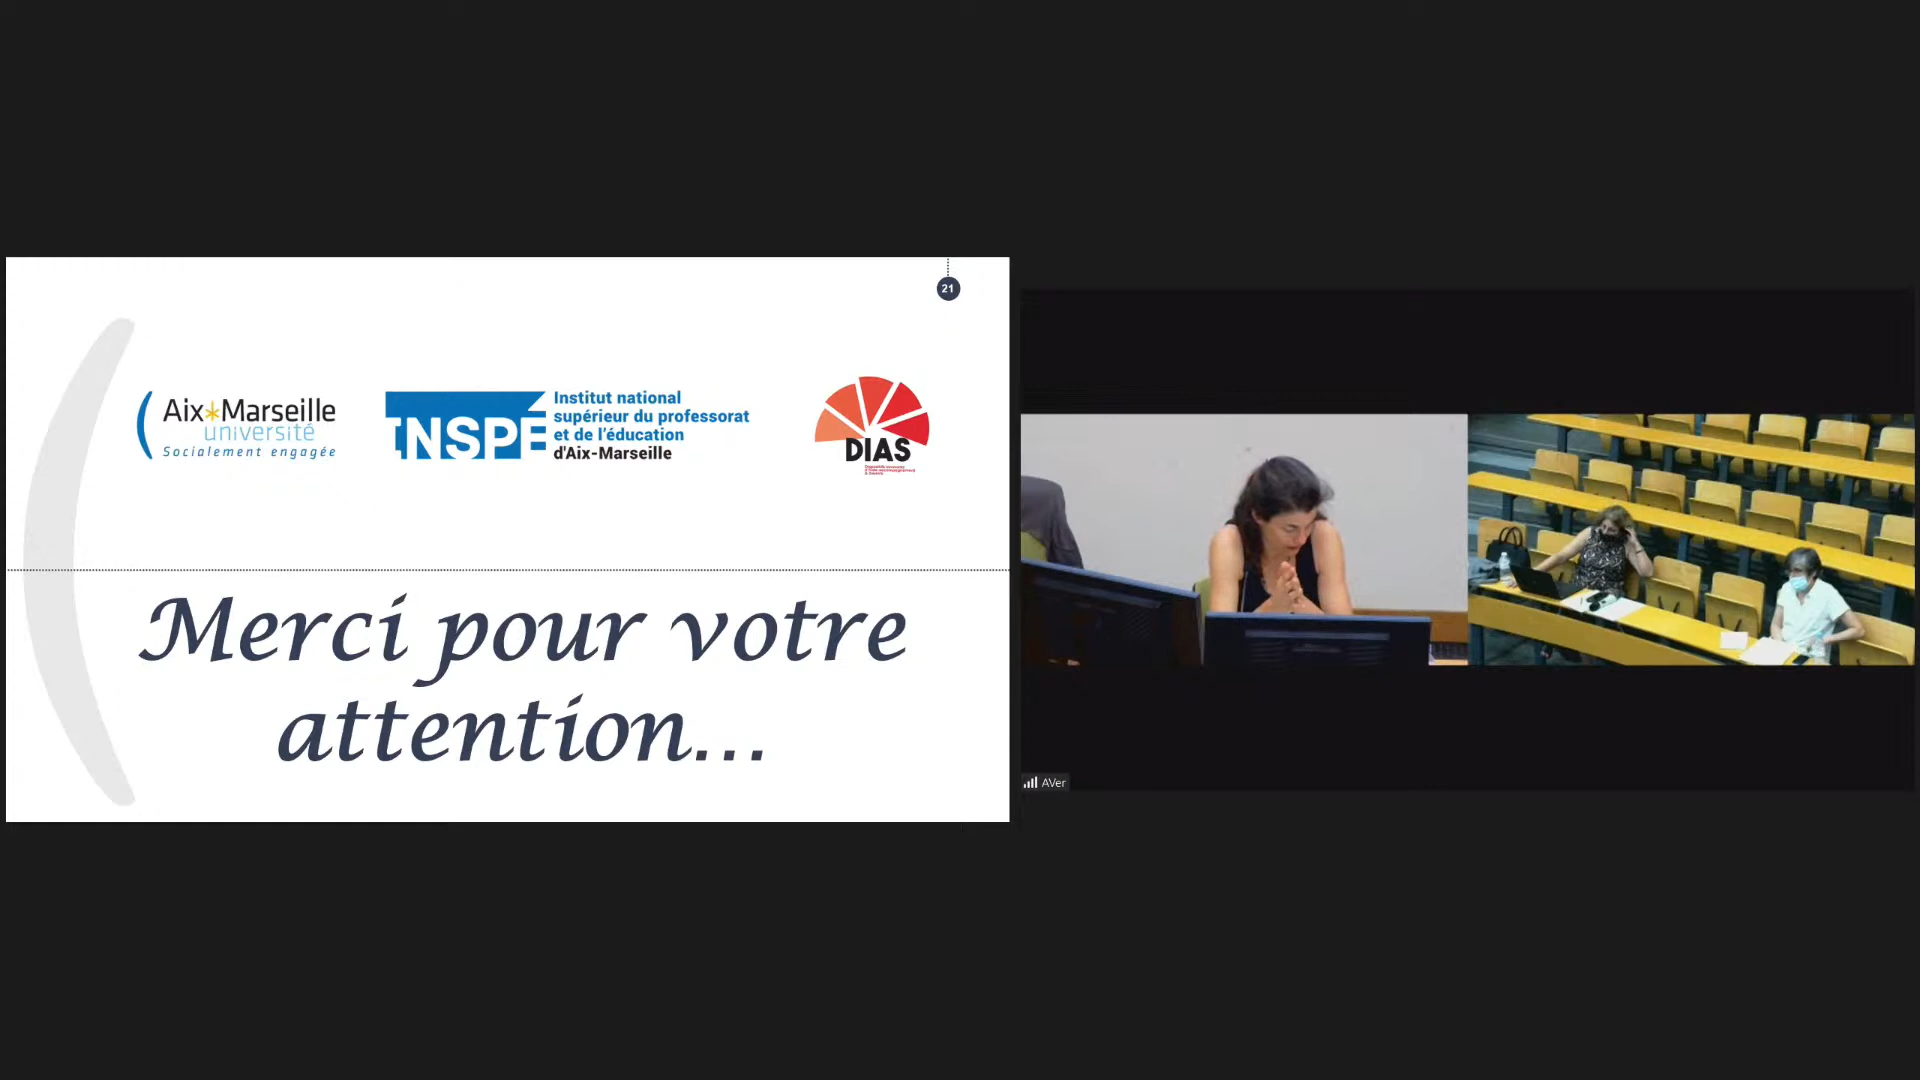 21
Aix Marseille
université
Socialement engagée
INSPÉ
Institut national
supérieur du professorat
et de l'éducation
d'Aix-Marseille
DIAS
Merci pour votre
attention...
AVer